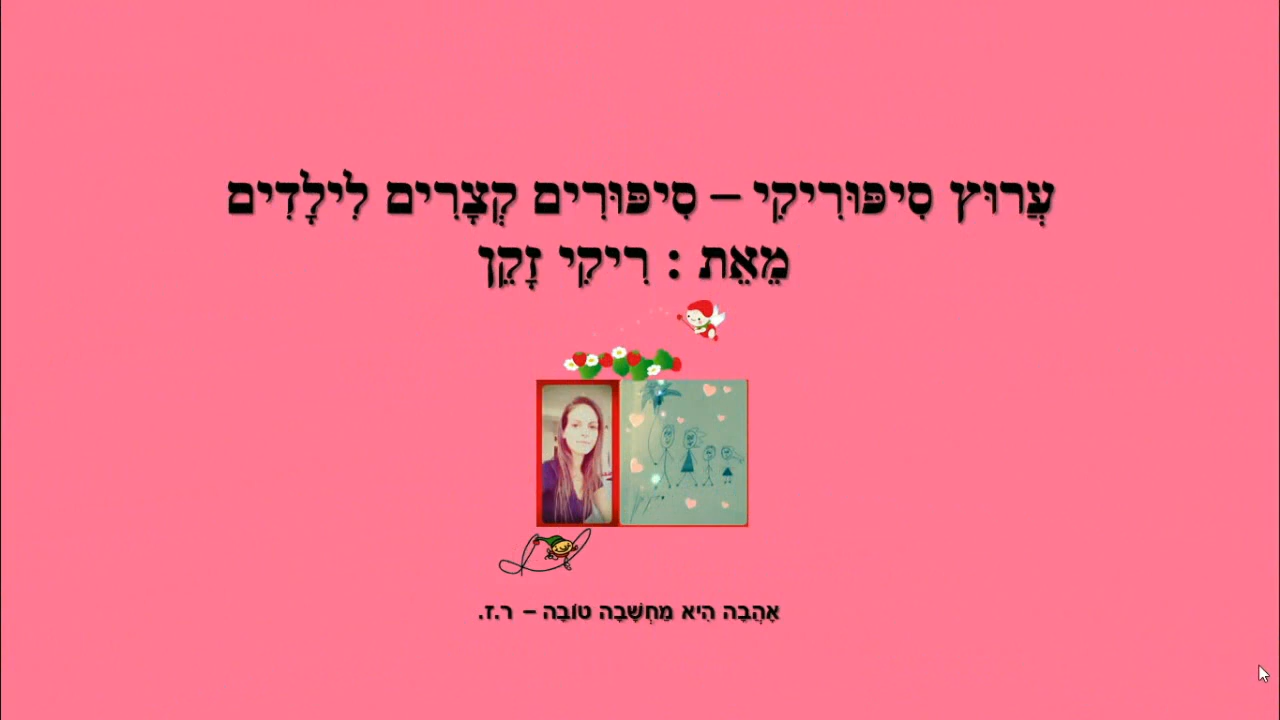 עֲרוּץ סִיפּוּרִיקִי – סִיפּוּרִים קְצָרִים לִילָדִים
מֵאֵת : רִיקִי זָקֵן
אַהֲבָה הִיא מַחְשָׁבָה טוֹבָה – ר.ז.